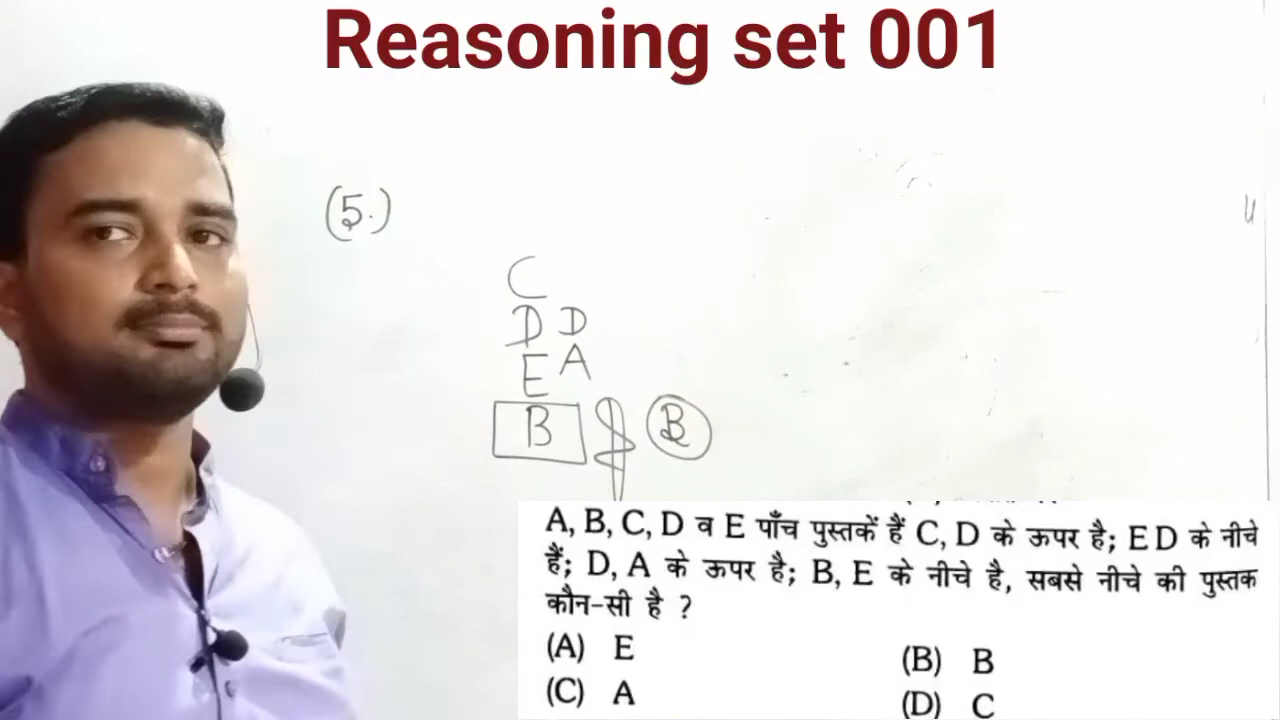 Reasoning set 001
(5.)
C
D D
E A
B B
A, B, C, D व E पाँच पुस्तकें हैं C, D के ऊपर है; E D के नीचे
हैं; D, A के ऊपर है; B, E के नीचे है, सबसे नीचे की पुस्तक
कौन-सी है ?
(A) E
(B) B
(C) A
(D) C